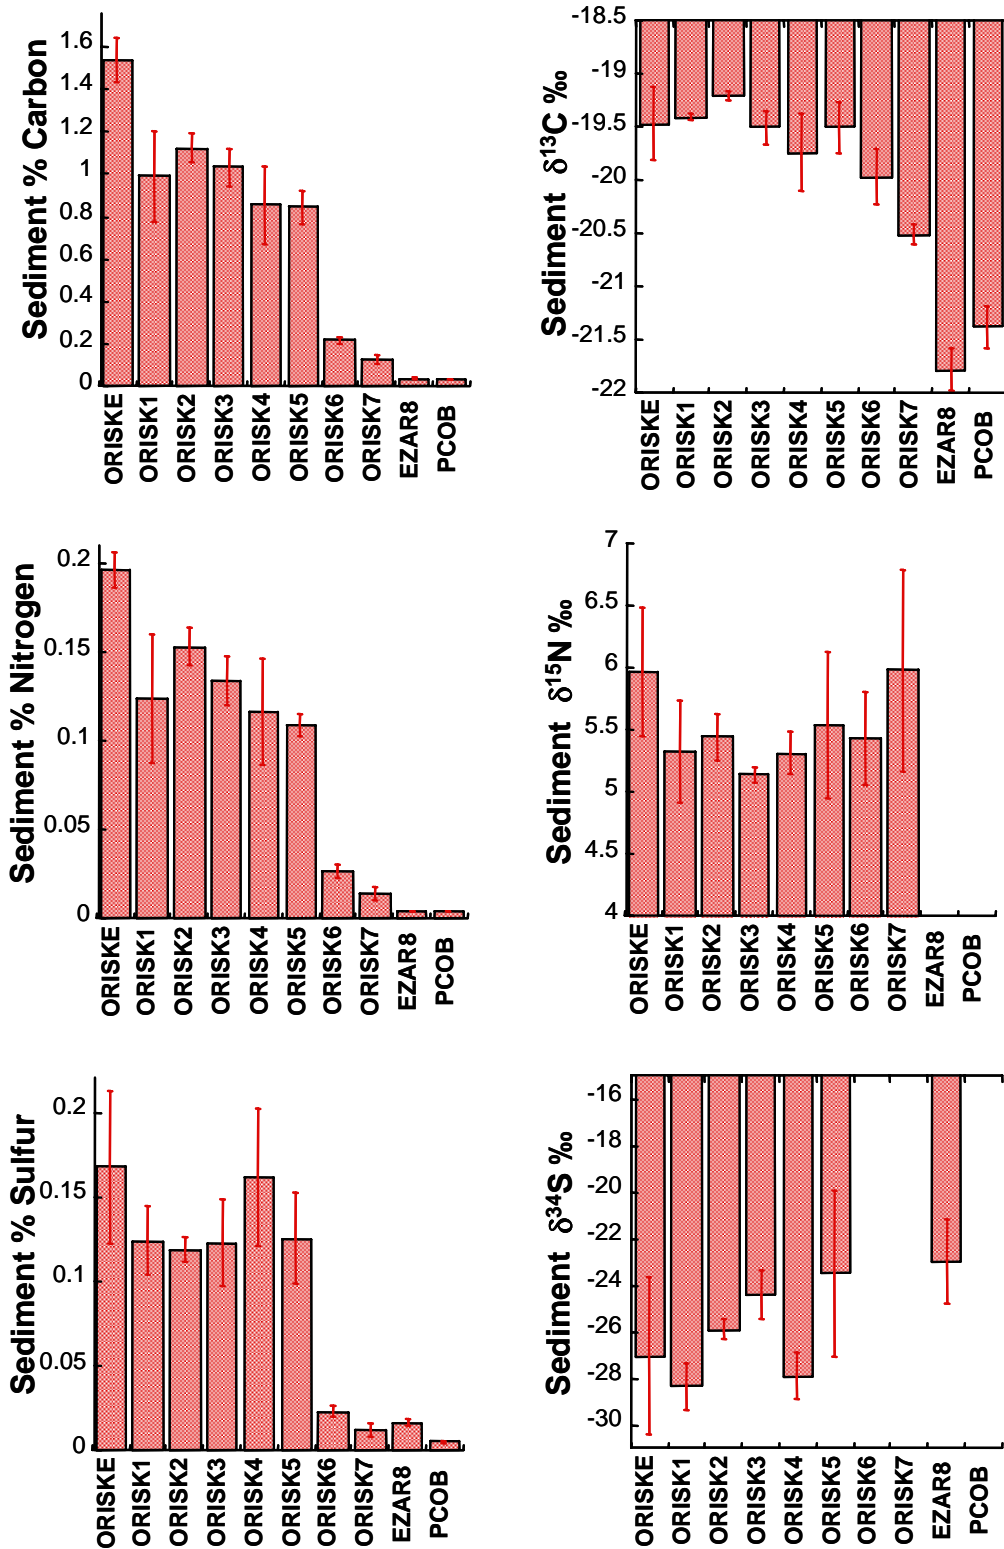 Sediment % Carbon
1.6
1.4
1.2
1
0.8
0.6
0.4
0.2
0
ORISKE
ORISK1
ORISK2
ORISK3
ORISK4
ORISK5
ORISK6
ORISK7
EZAR8
PCOB
Sediment δ13C ‰
-18.5
-19
-19.5
-20
-20.5
-21
-21.5
-22
ORISKE
ORISK1
ORISK2
ORISK3
ORISK4
ORISK5
ORISK6
ORISK7
EZAR8
PCOB
Sediment % Nitrogen
0.2
0.15
0.1
0.05
0
ORISKE
ORISK1
ORISK2
ORISK3
ORISK4
ORISK5
ORISK6
ORISK7
EZAR8
PCOB
Sediment δ15N ‰
7
6.5
6
5.5
5
4.5
4
ORISKE
ORISK1
ORISK2
ORISK3
ORISK4
ORISK5
ORISK6
ORISK7
EZAR8
PCOB
Sediment % Sulfur
0.2
0.15
0.1
0.05
0
ORISKE
ORISK1
ORISK2
ORISK3
ORISK4
ORISK5
ORISK6
ORISK7
EZAR8
PCOB
Sediment δ34S ‰
-16
-18
-20
-22
-24
-26
-28
-30
ORISKE
ORISK1
ORISK2
ORISK3
ORISK4
ORISK5
ORISK6
ORISK7
EZAR8
PCOB